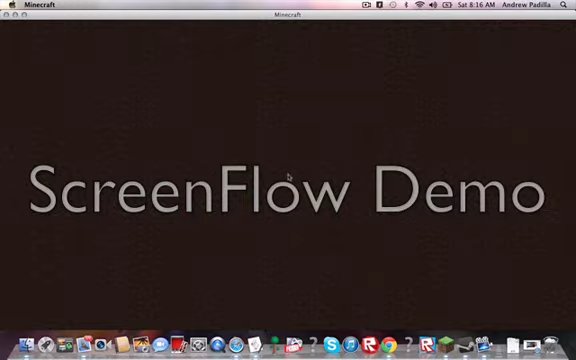 Minecraft
Sat 8:16 AM
Andrew Padilla
Minecraft
ScreenFlow Demo